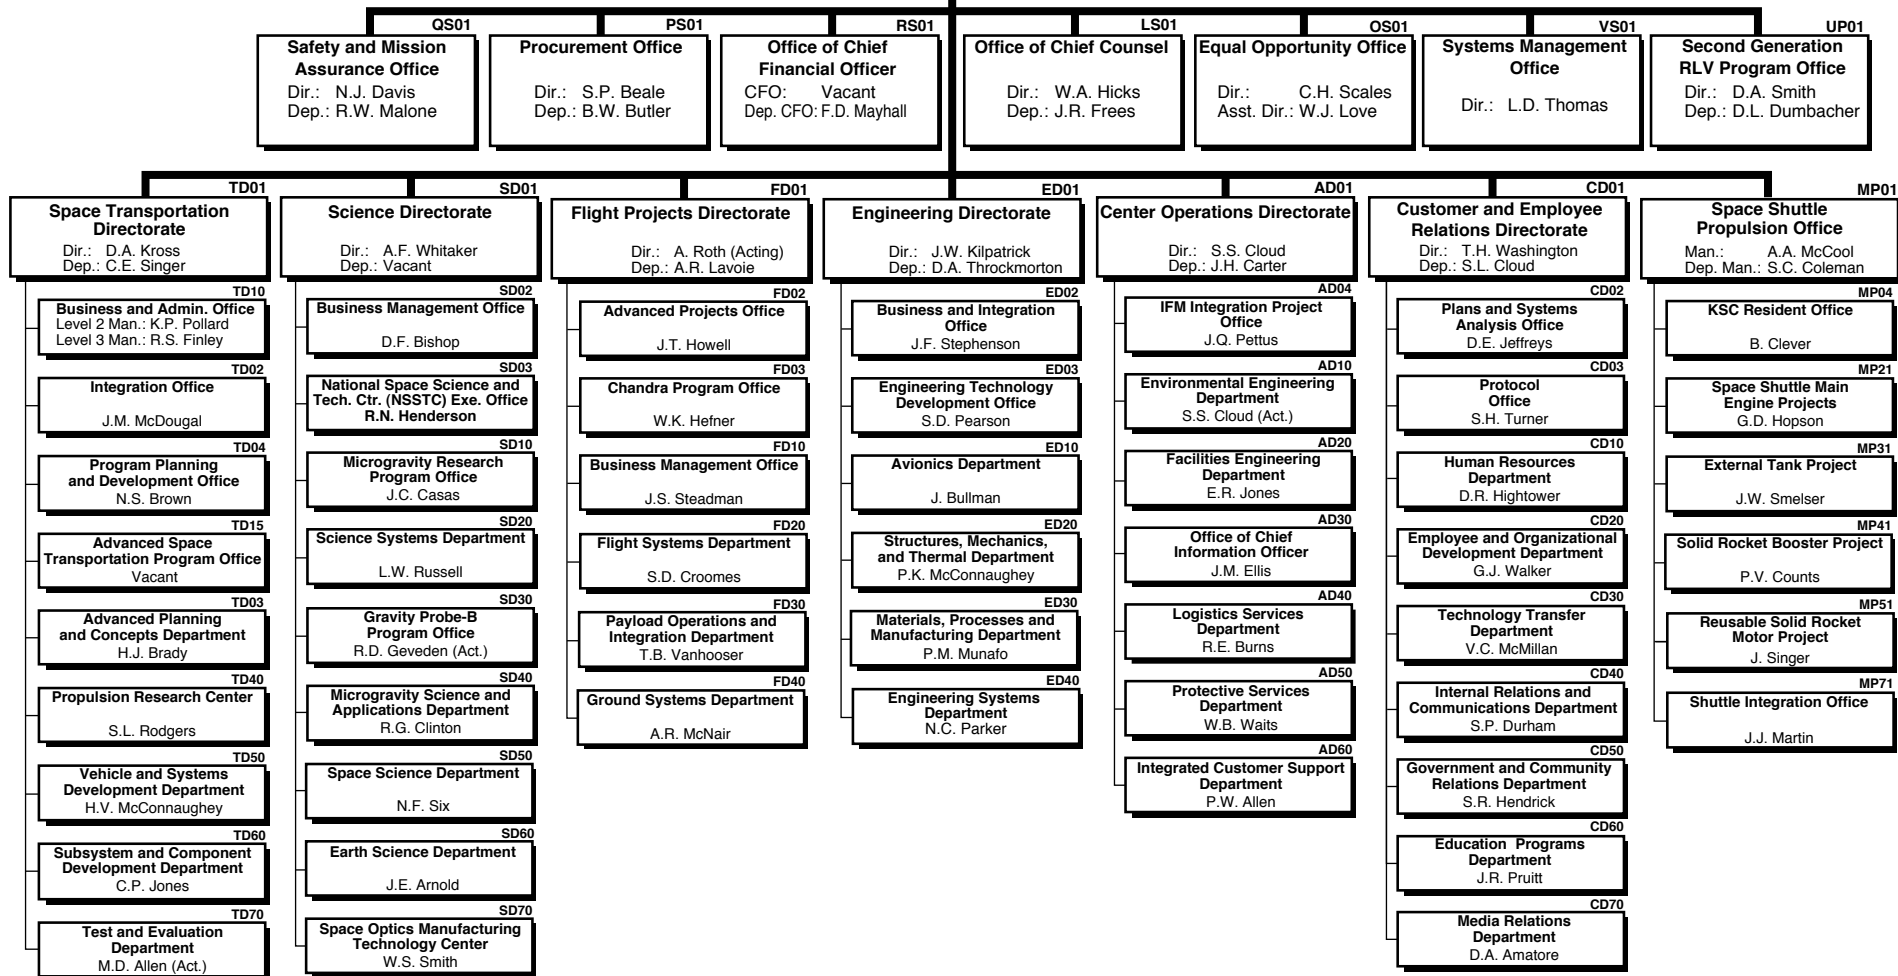 QS01
Safety and Mission
Assurance Office
Dir.: N.J. Davis
Dep.: R.W. Malone
PS01
Procurement Office
Dir.: S.P. Beale
Dep.: B.W. Butler
RS01
Office of Chief
Financial Officer
CFO: Vacant
Dep. CFO: F.D. Mayhall
LS01
Office of Chief Counsel
Dir.: W.A. Hicks
Dep.: J.R. Frees
OS01
Equal Opportunity Office
Dir.: C.H. Scales
Asst. Dir.: W.J. Love
VS01
Systems Management
Office
Dir.: L.D. Thomas
UP01
Second Generation
RLV Program Office
Dir.: D.A. Smith
Dep.: D.L. Dumbacher
TD01
Space Transportation
Directorate
Dir.: D.A. Kross
Dep.: C.E. Singer
TD10
Business and Admin. Office
Level 2 Man.: K.P. Pollard
Level 3 Man.: R.S. Finley
TD02
Integration Office
J.M. McDougal
TD04
Program Planning
and Development Office
N.S. Brown
TD15
Advanced Space
Transportation Program Office
Vacant
TD03
Advanced Planning
and Concepts Department
H.J. Brady
TD40
Propulsion Research Center
S.L. Rodgers
TD50
Vehicle and Systems
Development Department
H.V. McConnaughey
TD60
Subsystem and Component
Development Department
C.P. Jones
TD70
Test and Evaluation
Department
M.D. Allen (Act.)
SD01
Science Directorate
Dir.: A.F. Whitaker
Dep.: Vacant
SD02
Business Management Office
D.F. Bishop
SD03
National Space Science and
Tech. Ctr. (NSSTC) Exe. Office
R.N. Henderson
SD10
Microgravity Research
Program Office
J.C. Casas
SD20
Science Systems Department
L.W. Russell
SD30
Gravity Probe-B
Program Office
R.D. Geveden (Act.)
SD40
Microgravity Science and
Applications Department
R.G. Clinton
SD50
Space Science Department
N.F. Six
SD60
Earth Science Department
J.E. Arnold
SD70
Space Optics Manufacturing
Technology Center
W.S. Smith
FD01
Flight Projects Directorate
Dir.: A. Roth (Acting)
Dep.: A.R. Lavoie
FD02
Advanced Projects Office
J.T. Howell
FD03
Chandra Program Office
W.K. Hefner
FD10
Business Management Office
J.S. Steadman
FD20
Flight Systems Department
S.D. Croomes
FD30
Payload Operations and
Integration Department
T.B. Vanhooser
FD40
Ground Systems Department
A.R. McNair
ED01
Engineering Directorate
Dir.: J.W. Kilpatrick
Dep.: D.A. Throckmorton
ED02
Business and Integration
Office
J.F. Stephenson
ED03
Engineering Technology
Development Office
S.D. Pearson
ED10
Avionics Department
J. Bullman
ED20
Structures, Mechanics,
and Thermal Department
P.K. McConnaughey
ED30
Materials, Processes and
Manufacturing Department
P.M. Munafo
ED40
Engineering Systems
Department
N.C. Parker
AD01
Center Operations Directorate
Dir.: S.S. Cloud
Dep.: J.H. Carter
AD04
IFM Integration Project
Office
J.Q. Pettus
AD10
Environmental Engineering
Department
S.S. Cloud (Act.)
AD20
Facilities Engineering
Department
E.R. Jones
AD30
Office of Chief
Information Officer
J.M. Ellis
AD40
Logistics Services
Department
R.E. Burns
AD50
Protective Services
Department
W.B. Waits
AD60
Integrated Customer Support
Department
P.W. Allen
CD01
Customer and Employee
Relations Directorate
Dir.: T.H. Washington
Dep.: S.L. Cloud
CD02
Plans and Systems
Analysis Office
D.E. Jeffreys
CD03
Protocol
Office
S.H. Turner
CD10
Human Resources
Department
D.R. Hightower
CD20
Employee and Organizational
Development Department
G.J. Walker
CD30
Technology Transfer
Department
V.C. McMillan
CD40
Internal Relations and
Communications Department
S.P. Durham
CD50
Government and Community
Relations Department
S.R. Hendrick
CD60
Education Programs
Department
J.R. Pruitt
CD70
Media Relations
Department
D.A. Amatore
MP01
Space Shuttle
Propulsion Office
Man.: A.A. McCool
Dep. Man.: S.C. Coleman
MP04
KSC Resident Office
B. Clever
MP21
Space Shuttle Main
Engine Projects
G.D. Hopson
MP31
External Tank Project
J.W. Smelser
MP41
Solid Rocket Booster Project
P.V. Counts
MP51
Reusable Solid Rocket
Motor Project
J. Singer
MP71
Shuttle Integration Office
J.J. Martin